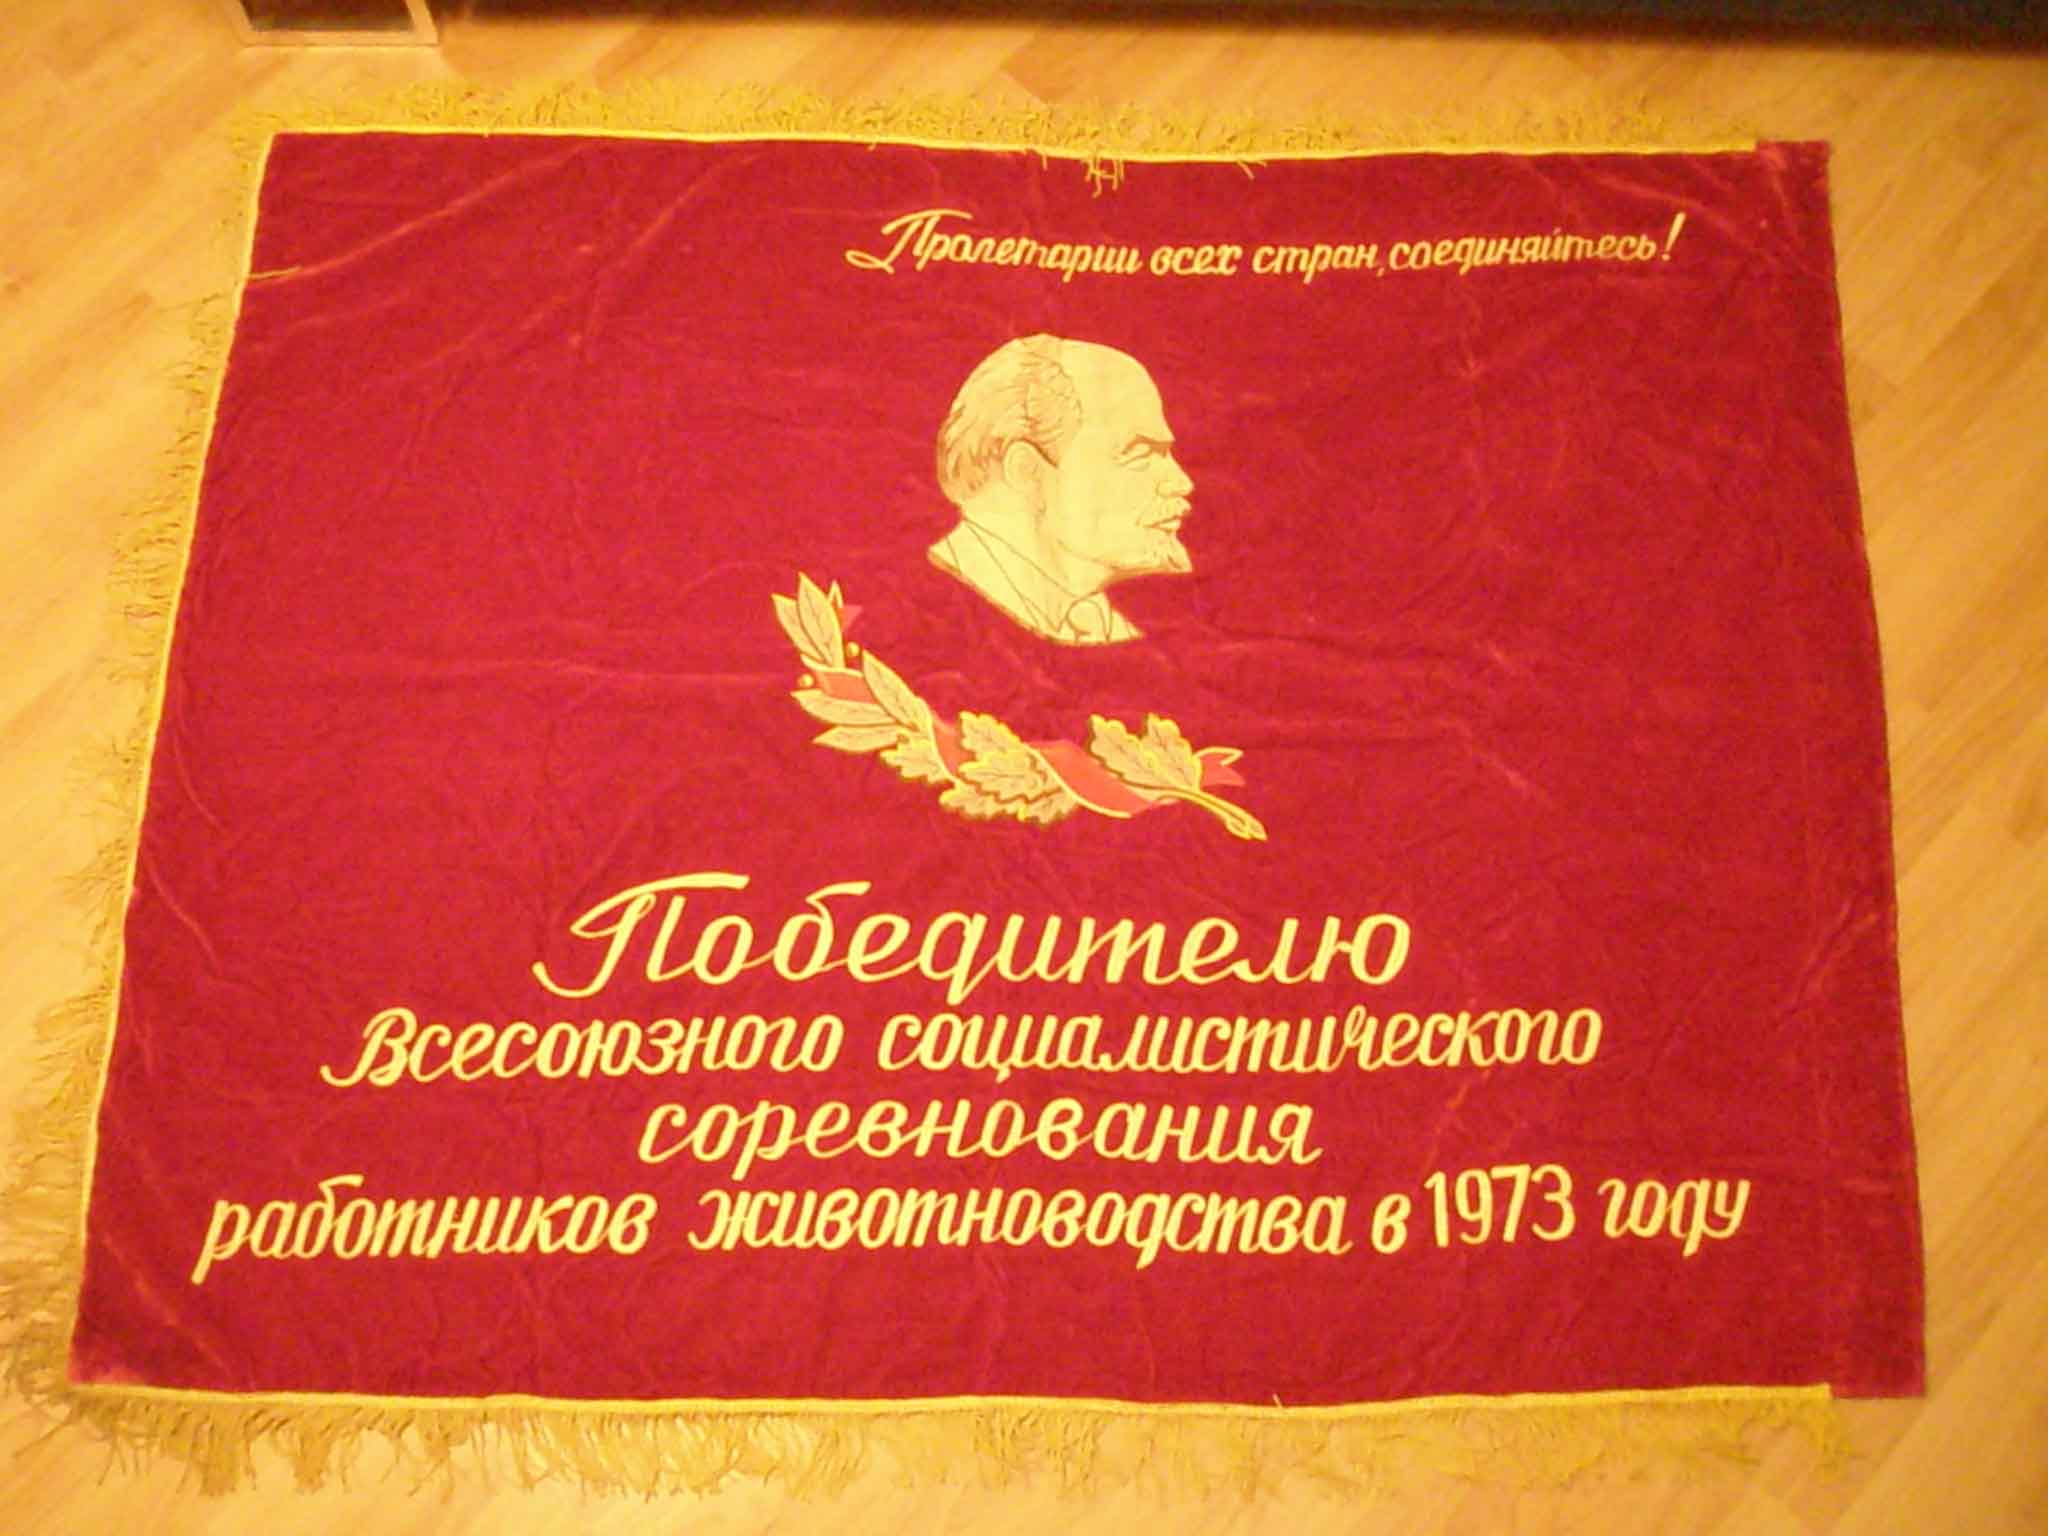 Пролетарии всех стран, соединяйтесь!
Победителю
Всесоюзного социалистического
соревнования
работников животноводства в 1973 году